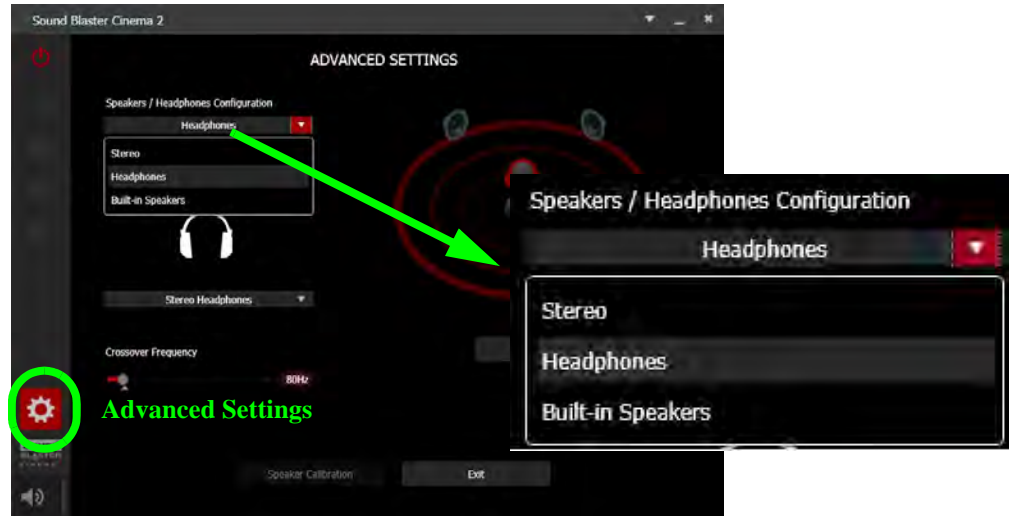 Sound Blaster Cinema 2
ADVANCED SETTINGS
Speakers / Headphones Configuration
Headphones
Stereo
Headphones
Built-in Speakers
Stereo Headphones
Crossover Frequency
80Hz
Advanced Settings
BLASTER
Speaker Calibration
Exit
Speakers / Headphones Configuration
Headphones
Stereo
Headphones
Built-in Speakers